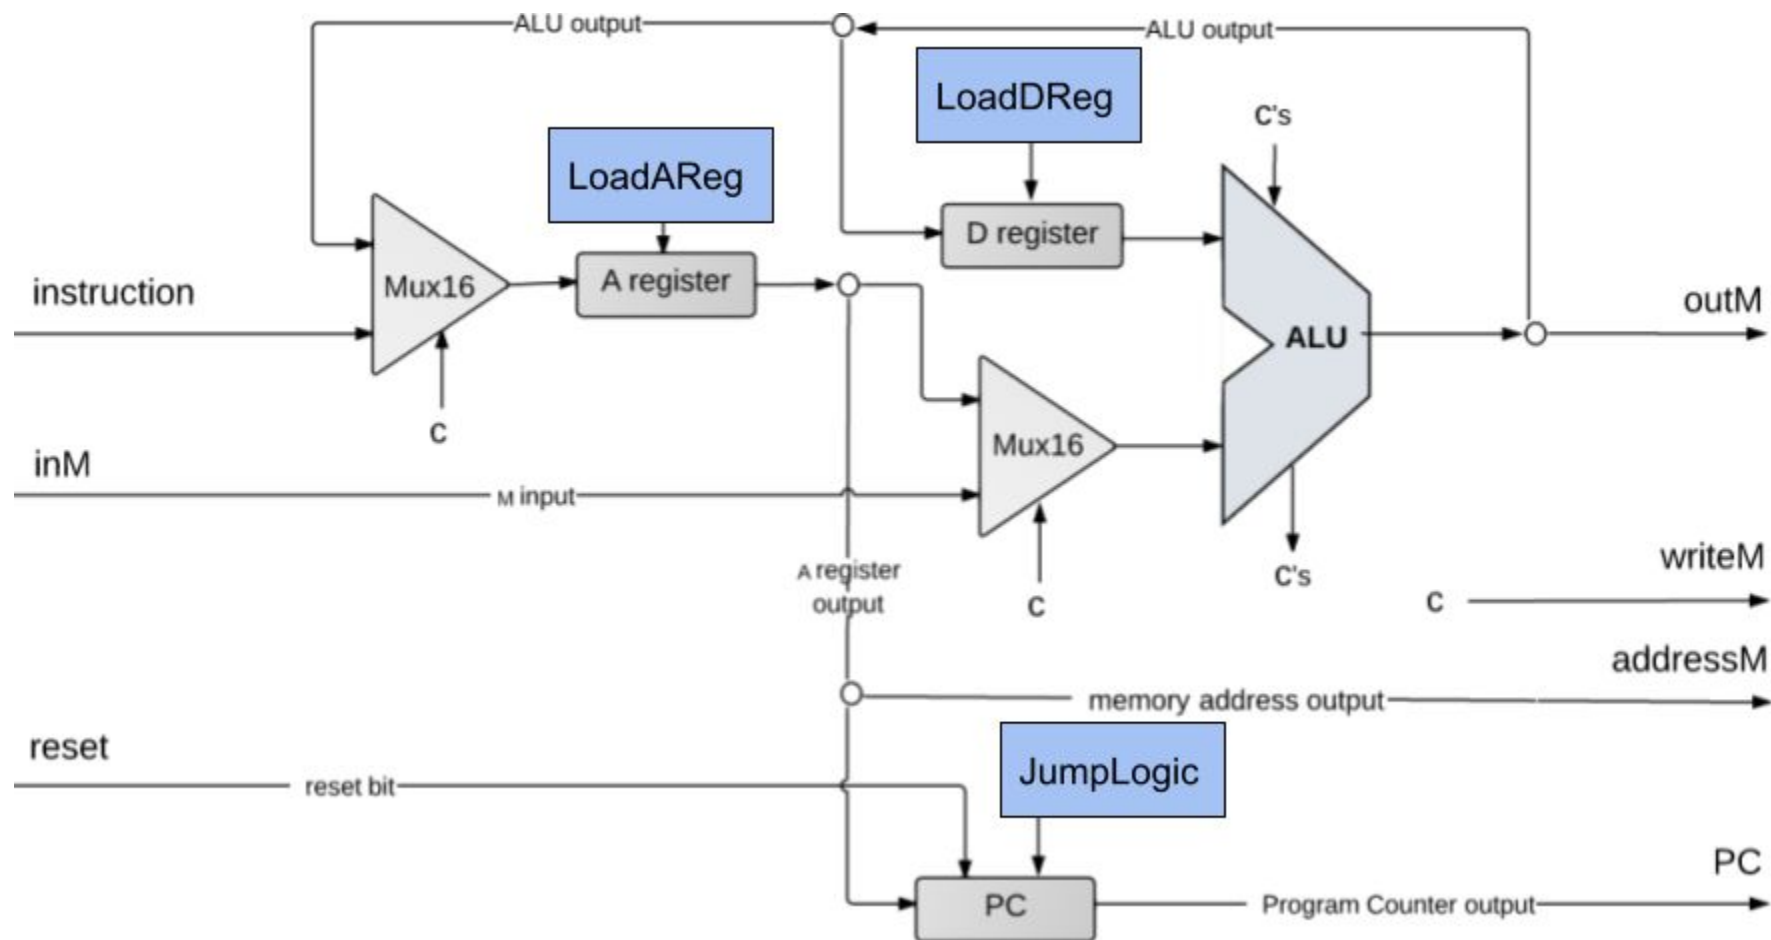 ALU output
ALU output
LoadDReg
C's
LoadAReg
D register
instruction
Mux16
A register
outM
ALU
C
inM
Mux16
M input
writeM
A register
output
C
C's
C
addressM
memory address output
reset
JumpLogic
reset bit
PC
PC
Program Counter output